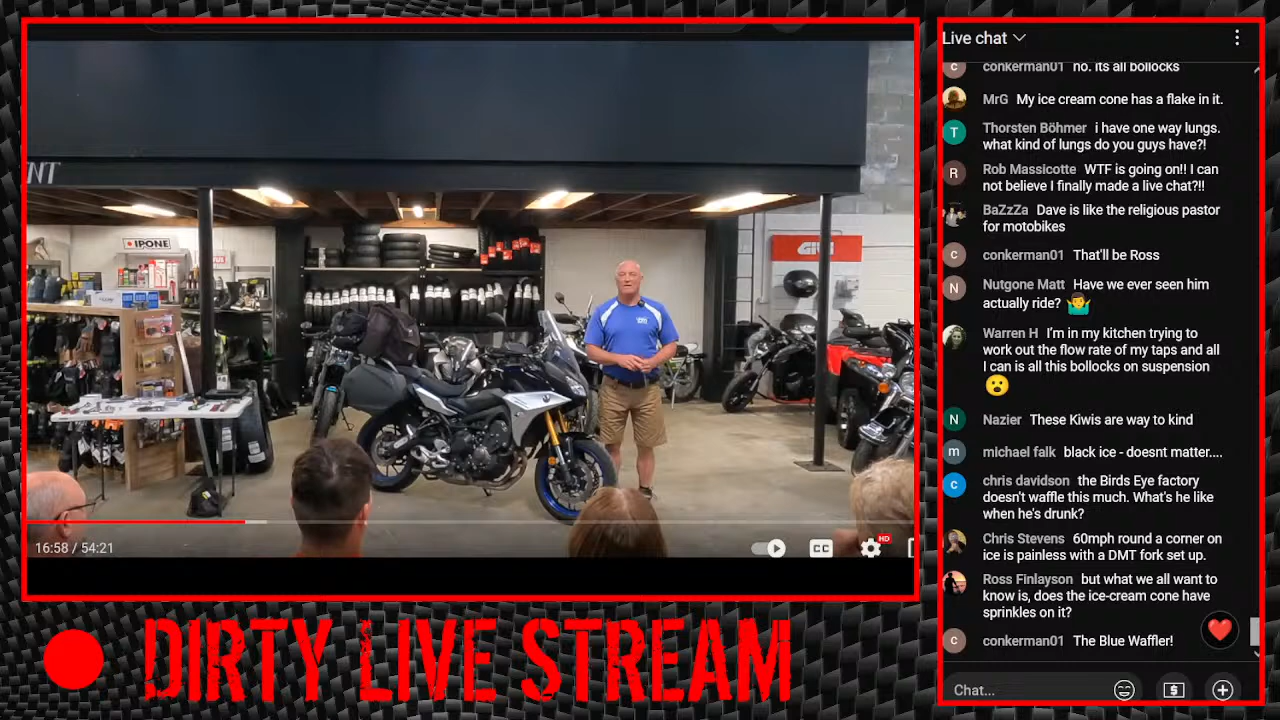 NT
IPONE
GIVI
16:58 / 54:21
CC
HD
DIRTY LIVE STREAM
Live chat
conkerman01 no. its all bollocks
MrG My ice cream cone has a flake in it.
Thorsten Böhmer i have one way lungs.
what kind of lungs do you guys have?!
Rob Massicotte WTF is going on!! I can
not believe I finally made a live chat?!!
BaZzZa Dave is like the religious pastor
for motobikes
conkerman01 That'll be Ross
Nutgone Matt Have we ever seen him
actually ride? 🤷‍♂️
Warren H I'm in my kitchen trying to
work out the flow rate of my taps and all
I can is all this bollocks on suspension
😮
Nazier These Kiwis are way to kind
michael falk black ice - doesnt matter....
chris davidson the Birds Eye factory
doesn't waffle this much. What's he like
when he's drunk?
Chris Stevens 60mph round a corner on
ice is painless with a DMT fork set up.
Ross Finlayson but what we all want to
know is, does the ice-cream cone have
sprinkles on it?
conkerman01 The Blue Waffler!
Chat...